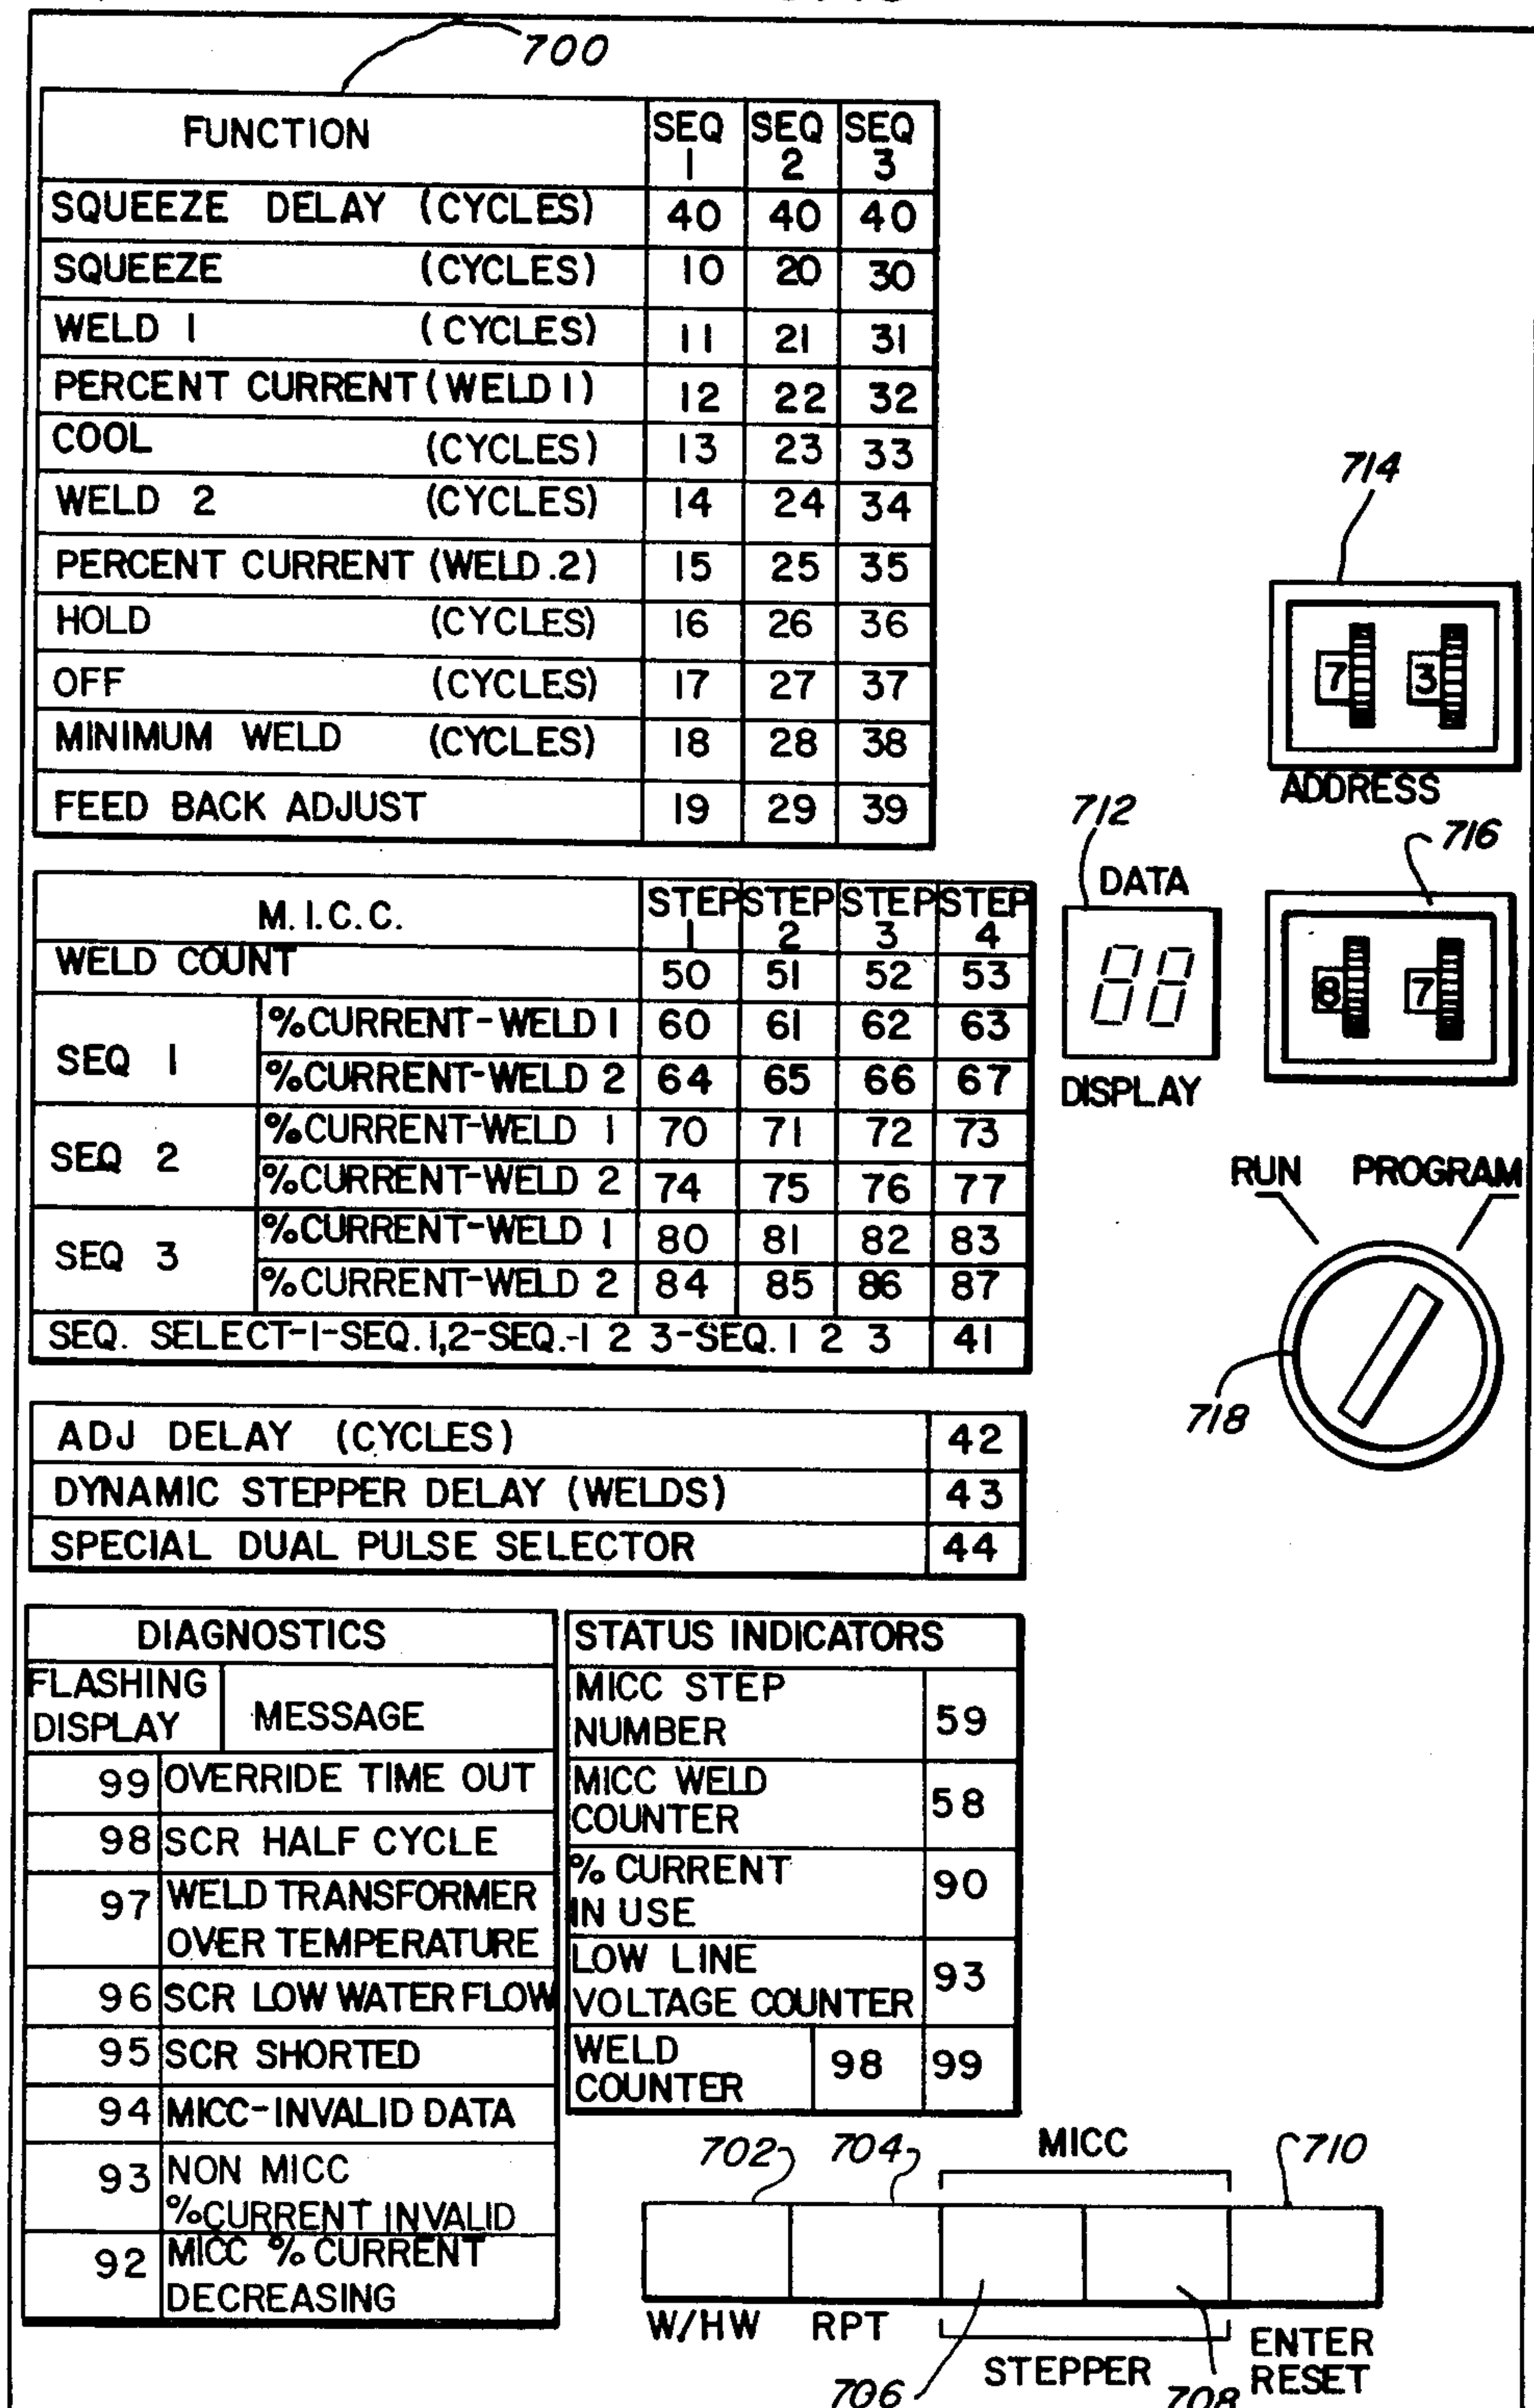 700
FUNCTION SEQ 1 SEQ 2 SEQ 3
SQUEEZE DELAY (CYCLES) 40 40 40
SQUEEZE (CYCLES) 10 20 30
WELD 1 (CYCLES) 11 21 31
PERCENT CURRENT (WELD 1) 12 22 32
COOL (CYCLES) 13 23 33
WELD 2 (CYCLES) 14 24 34
PERCENT CURRENT (WELD .2) 15 25 35
HOLD (CYCLES) 16 26 36
OFF (CYCLES) 17 27 37
MINIMUM WELD (CYCLES) 18 28 38
FEED BACK ADJUST 19 29 39
714
7 3
ADDRESS
712
DATA
88
DISPLAY
716
8 7
M.I.C.C. STEP 1 STEP 2 STEP 3 STEP 4
WELD COUNT 50 51 52 53
SEQ 1 %CURRENT-WELD 1 60 61 62 63
%CURRENT-WELD 2 64 65 66 67
SEQ 2 %CURRENT-WELD 1 70 71 72 73
%CURRENT-WELD 2 74 75 76 77
SEQ 3 %CURRENT-WELD 1 80 81 82 83
%CURRENT-WELD 2 84 85 86 87
SEQ. SELECT-1-SEQ.1,2-SEQ.-1 2 3-SEQ. 1 2 3 41
RUN PROGRAM
718
ADJ DELAY (CYCLES) 42
DYNAMIC STEPPER DELAY (WELDS) 43
SPECIAL DUAL PULSE SELECTOR 44
DIAGNOSTICS
FLASHING DISPLAY MESSAGE
99 OVERRIDE TIME OUT
98 SCR HALF CYCLE
97 WELD TRANSFORMER
OVER TEMPERATURE
96 SCR LOW WATER FLOW
95 SCR SHORTED
94 MICC-INVALID DATA
93 NON MICC
%CURRENT INVALID
92 MICC % CURRENT
DECREASING
STATUS INDICATORS
MICC STEP
NUMBER 59
MICC WELD
COUNTER 58
% CURRENT
IN USE 90
LOW LINE
VOLTAGE COUNTER 93
WELD
COUNTER 98 99
702 704 MICC 710
W/HW RPT STEPPER ENTER
RESET
706 708